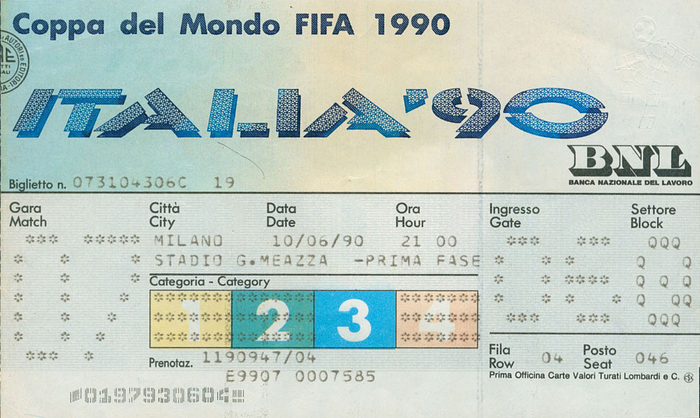 Coppa del Mondo FIFA 1990
ITALIA '90
BNL
BANCA NAZIONALE DEL LAVORO
Biglietto n. 073104306C 19
Gara
Match
Città
City
Data
Date
Ora
Hour
Ingresso
Gate
Settore
Block
MILANO 10/06/90 21 00
STADIO G.MEAZZA -PRIMA FASE
Categoria - Category
1 2 3 4
Prenotaz. 1190947/04
E9907 0007585
Fila
Row 04
Posto
Seat 046
Prima Officina Carte Valori Turati Lombardi e C.
0197930604